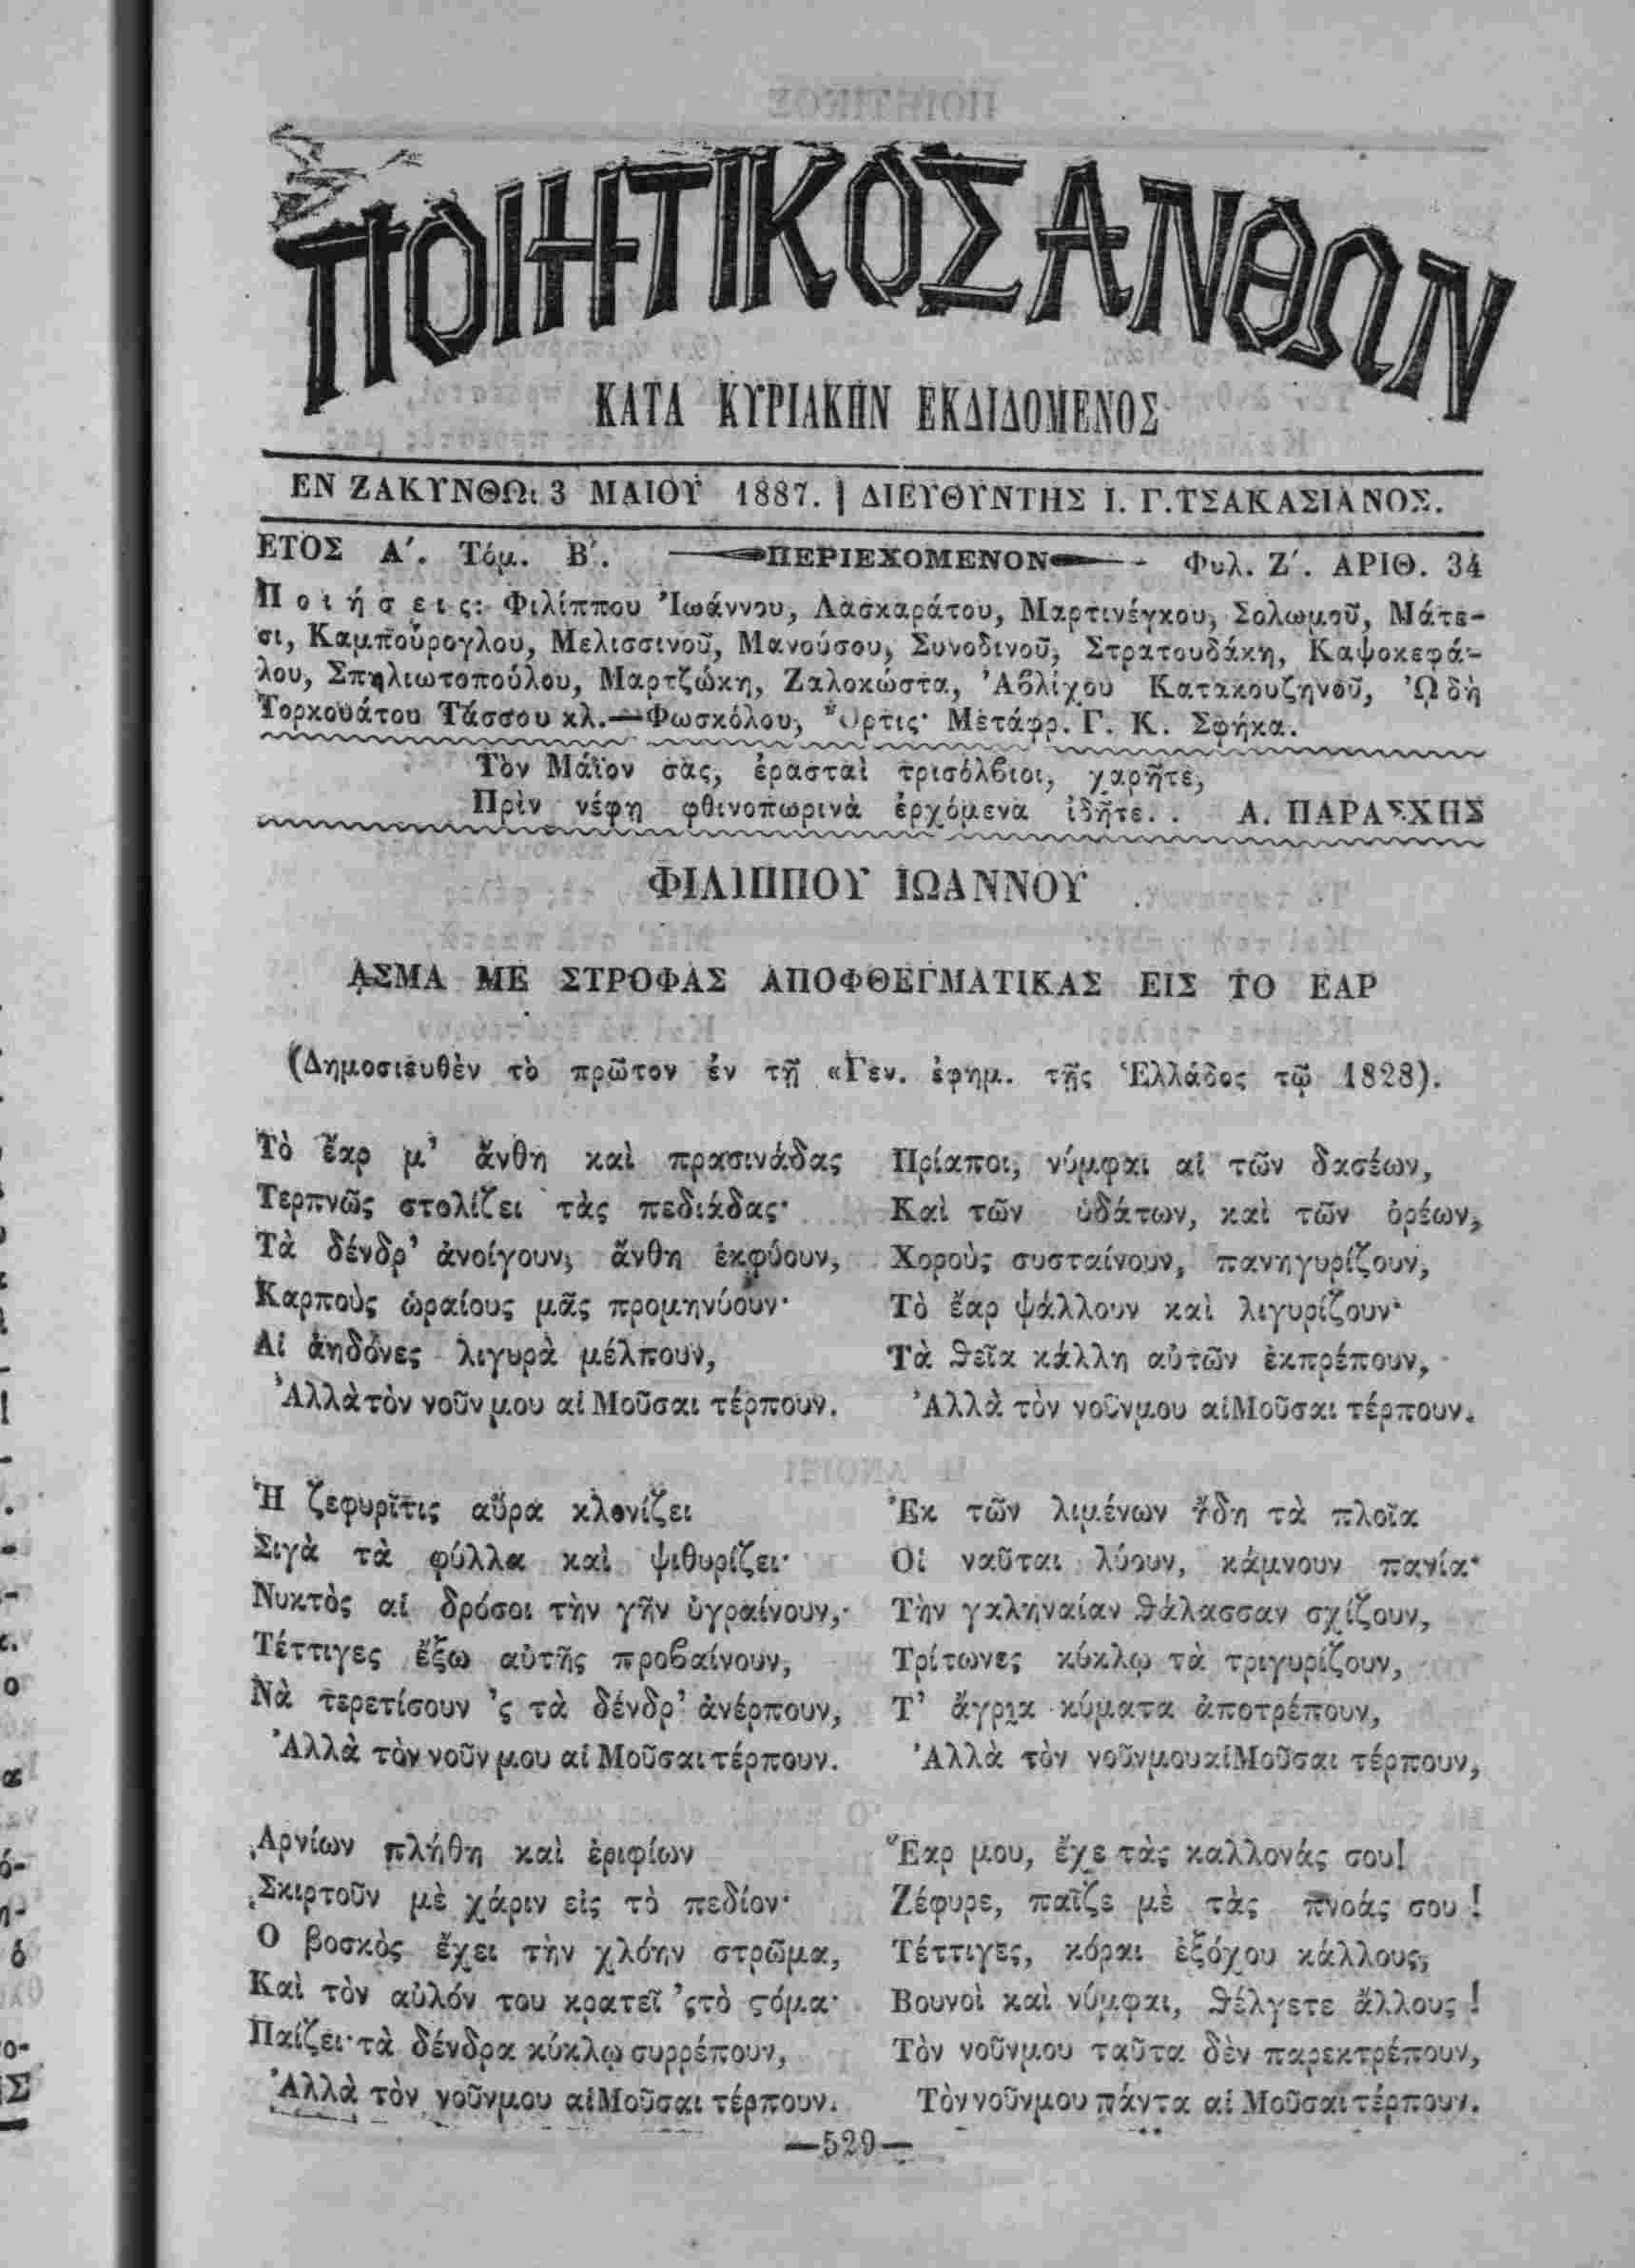 ΠΟΙΗΤΙΚΟΣ ΑΝΘΩΝ
ΚΑΤΑ ΚΥΡΙΑΚΗΝ ΕΚΔΙΔΟΜΕΝΟΣ
ΕΝ ΖΑΚΥΝΘΩι 3 ΜΑΙΟΥ 1887. | ΔΙΕΥΘΥΝΤΗΣ Ι. Γ. ΤΣΑΚΑΣΙΑΝΟΣ.
ΕΤΟΣ Α΄. Τόμ. Β΄. ΠΕΡΙΕΧΟΜΕΝΟΝ Φυλ. Ζ΄. ΑΡΙΘ. 34
Ποιήσεις: Φιλίππου Ἰωάννου, Λασκαράτου, Μαρτινέγκου, Σολωμοῦ, Μάτε-
σι, Καμπούρογλου, Μελισσινοῦ, Μανούσου, Συνοδινοῦ, Στρατουδάκη, Καψοκεφά-
λου, Σπηλιωτοπούλου, Μαρτζώκη, Ζαλοκώστα, Ἀβλίχου Κατακουζηνοῦ, Ὠδὴ
Τορκουάτου Τάσσου κλ.—Φωσκόλου, Ὄρτις· Μετάφρ. Γ. Κ. Σφήκα.
Τὸν Μάϊον σας, ἐρασταὶ τρισόλβιοι, χαρῆτε,
Πρὶν νέφη φθινοπωρινὰ ἐρχόμενα ἰδῆτε.. Α. ΠΑΡΑΣΧΗΣ
ΦΙΛΙΠΠΟΥ ΙΩΑΝΝΟΥ
ᾼΣΜΑ ΜΕ ΣΤΡΟΦΑΣ ΑΠΟΦΘΕΓΜΑΤΙΚΑΣ ΕΙΣ ΤΟ ΕΑΡ
(Δημοσιευθὲν τὸ πρῶτον ἐν τῇ «Γεν. ἐφημ. τῆς Ἑλλάδος τῷ 1828).
Τὸ ἔαρ μ' ἄνθη καὶ πρασινάδας
Τερπνῶς στολίζει τὰς πεδιάδας·
Τὰ δένδρ' ἀνοίγουν, ἄνθη ἐκφύουν,
Καρποὺς ὡραίους μᾶς προμηνύουν·
Αἱ ἀηδόνες λιγυρὰ μέλπουν,
Ἀλλὰ τὸν νοῦν μου αἱ Μοῦσαι τέρπουν.
Ἡ ζεφυρῖτις αὔρα κλονίζει
Σιγὰ τὰ φύλλα καὶ ψιθυρίζει·
Νυκτὸς αἱ δρόσοι τὴν γῆν ὑγραίνουν,
Τέττιγες ἔξω αὐτῆς προβαίνουν,
Νὰ τερετίσουν 'ς τὰ δένδρ' ἀνέρπουν,
Ἀλλὰ τὸν νοῦν μου αἱ Μοῦσαι τέρπουν.
Ἀρνίων πλήθη καὶ ἐριφίων
Σκιρτοῦν μὲ χάριν εἰς τὸ πεδίον·
Ὁ βοσκὸς ἔχει τὴν χλόην στρῶμα,
Καὶ τὸν αὐλόν του κρατεῖ 'ςτὸ ϛόμα·
Παίζει· τὰ δένδρα κύκλῳ συρρέπουν,
Ἀλλὰ τὸν νοῦν μου αἱ Μοῦσαι τέρπουν.
Πρίαποι, νύμφαι αἱ τῶν δασέων,
Καὶ τῶν ὑδάτων, καὶ τῶν ὀρέων,
Χοροὺς συσταίνουν, πανηγυρίζουν,
Τὸ ἔαρ ψάλλουν καὶ λιγυρίζουν·
Τὰ ϑεῖα κάλλη αὐτῶν ἐκπρέπουν,
Ἀλλὰ τὸν νοῦν μου αἱ Μοῦσαι τέρπουν.
Ἐκ τῶν λιμένων ἤδη τὰ πλοῖα
Οἱ ναῦται λύουν, κάμνουν πανία·
Τὴν γαληναίαν ϑάλασσαν σχίζουν,
Τρίτωνες κύκλῳ τὰ τριγυρίζουν,
Τ' ἄγρια κύματα ἀποτρέπουν,
Ἀλλὰ τὸν νοῦν μου αἱ Μοῦσαι τέρπουν,
Ἔαρ μου, ἔχε τὰς καλλονάς σου!
Ζέφυρε, παῖζε μὲ τὰς πνοάς σου !
Τέττιγες, κόραι ἐξόχου κάλλους,
Βουνοὶ καὶ νύμφαι, ϑέλγετε ἄλλους !
Τὸν νοῦν μου ταῦτα δὲν παρεκτρέπουν,
Τὸν νοῦν μου πάντα αἱ Μοῦσαι τέρπουν.
—529—